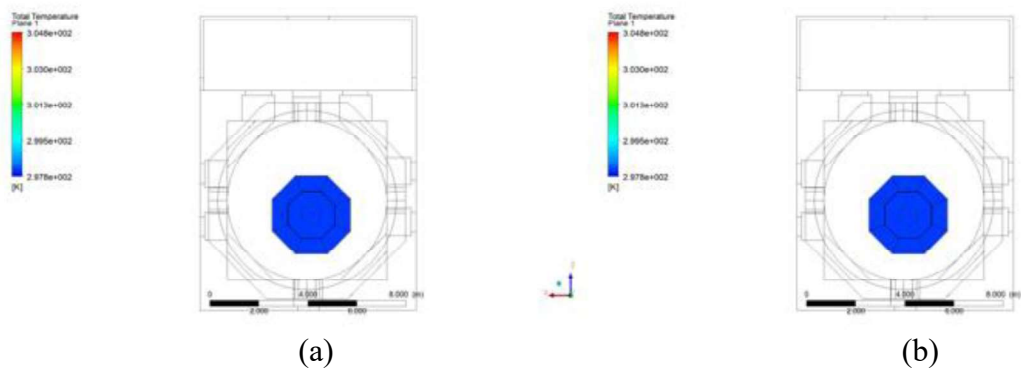 Total Temperature
Plane 1
3.048e+002
3.030e+002
3.013e+002
2.995e+002
2.978e+002
[K]
0
4.000
8.000 (m)
2.000
6.000
(a)
Total Temperature
Plane 1
3.048e+002
3.030e+002
3.013e+002
2.995e+002
2.978e+002
[K]
0
4.000
8.000 (m)
2.000
6.000
(b)